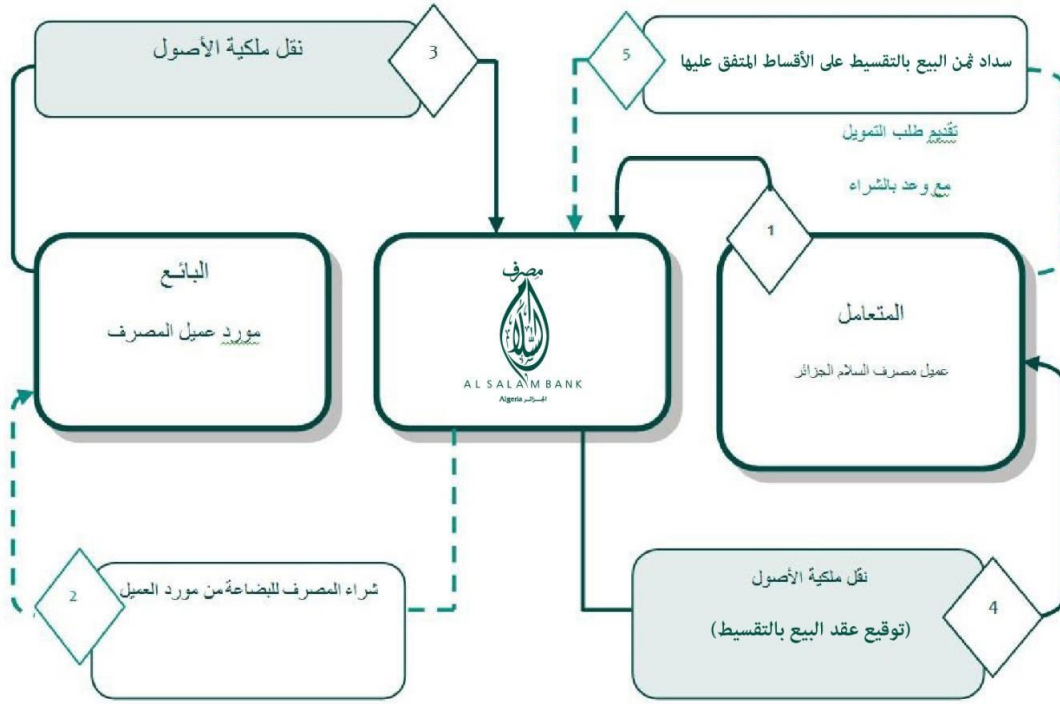 نقل ملكية الأصول
3
5
سداد ثمن البيع بالتقسيط على الأقساط المتفق عليها
تقديم طلب التمويل
مع وعد بالشراء
1
البائـع
مورد عميل المصرف
مصرف
السلام
AL SALAM BANK
Algeria الجزائر
المتعامل
عميل مصرف السلام الجزائر
2
شراء المصرف للبضاعة من مورد العميل
نقل ملكية الأصول
(توقيع عقد البيع بالتقسيط)
4